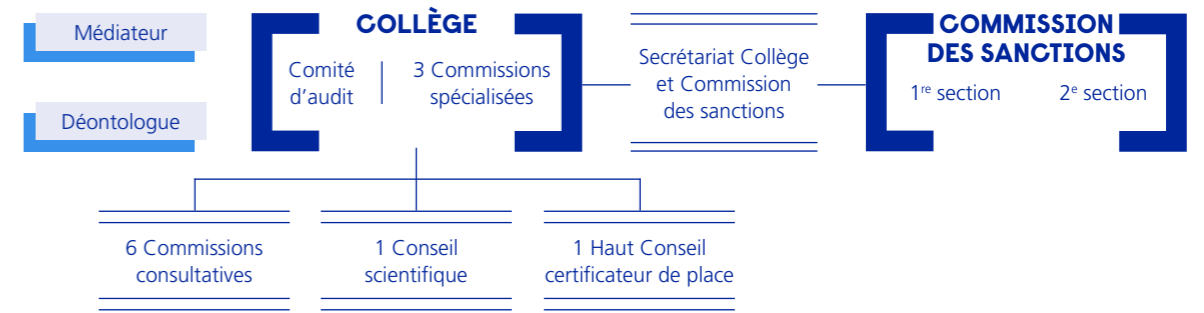 Médiateur
Déontologue
COLLÈGE
Comité
d’audit
3 Commissions
spécialisées
Secrétariat Collège
et Commission
des sanctions
COMMISSION
DES SANCTIONS
1re section
2e section
6 Commissions
consultatives
1 Conseil
scientifique
1 Haut Conseil
certificateur de place